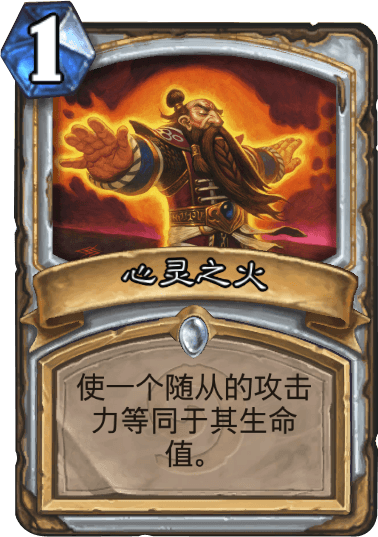 1
心灵之火
使一个随从的攻击
力等同于其生命
值。